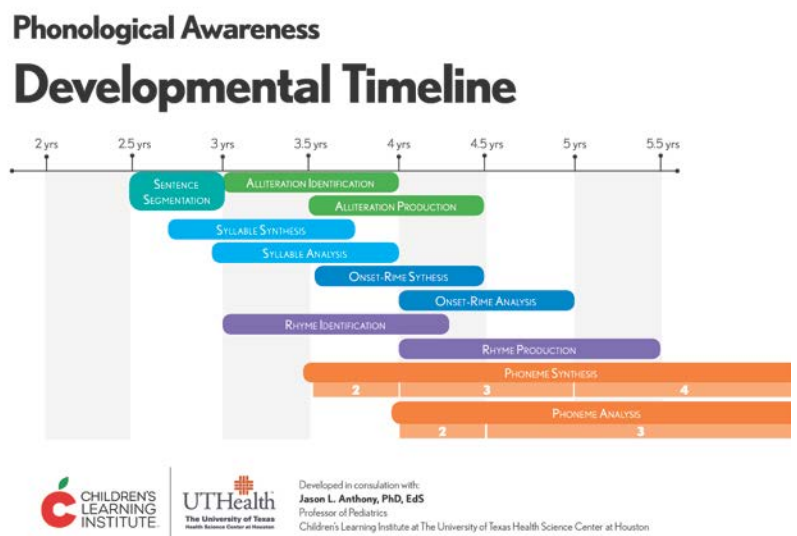 Phonological Awareness
Developmental Timeline
2 yrs
2.5 yrs
3 yrs
3.5 yrs
4 yrs
4.5 yrs
5 yrs
5.5 yrs
SENTENCE
SEGMENTATION
ALLITERATION IDENTIFICATION
ALLITERATION PRODUCTION
SYLLABLE SYNTHESIS
SYLLABLE ANALYSIS
ONSET-RIME SYTHESIS
ONSET-RIME ANALYSIS
RHYME IDENTIFICATION
RHYME PRODUCTION
PHONEME SYNTHESIS
2
3
4
PHONEME ANALYSIS
2
3
CHILDREN'S
LEARNING
INSTITUTE
UTHealth
The University of Texas
Health Science Center at Houston
Developed in consulation with:
Jason L. Anthony, PhD, EdS
Professor of Pediatrics
Children's Learning Institute at The University of Texas Health Science Center at Houston